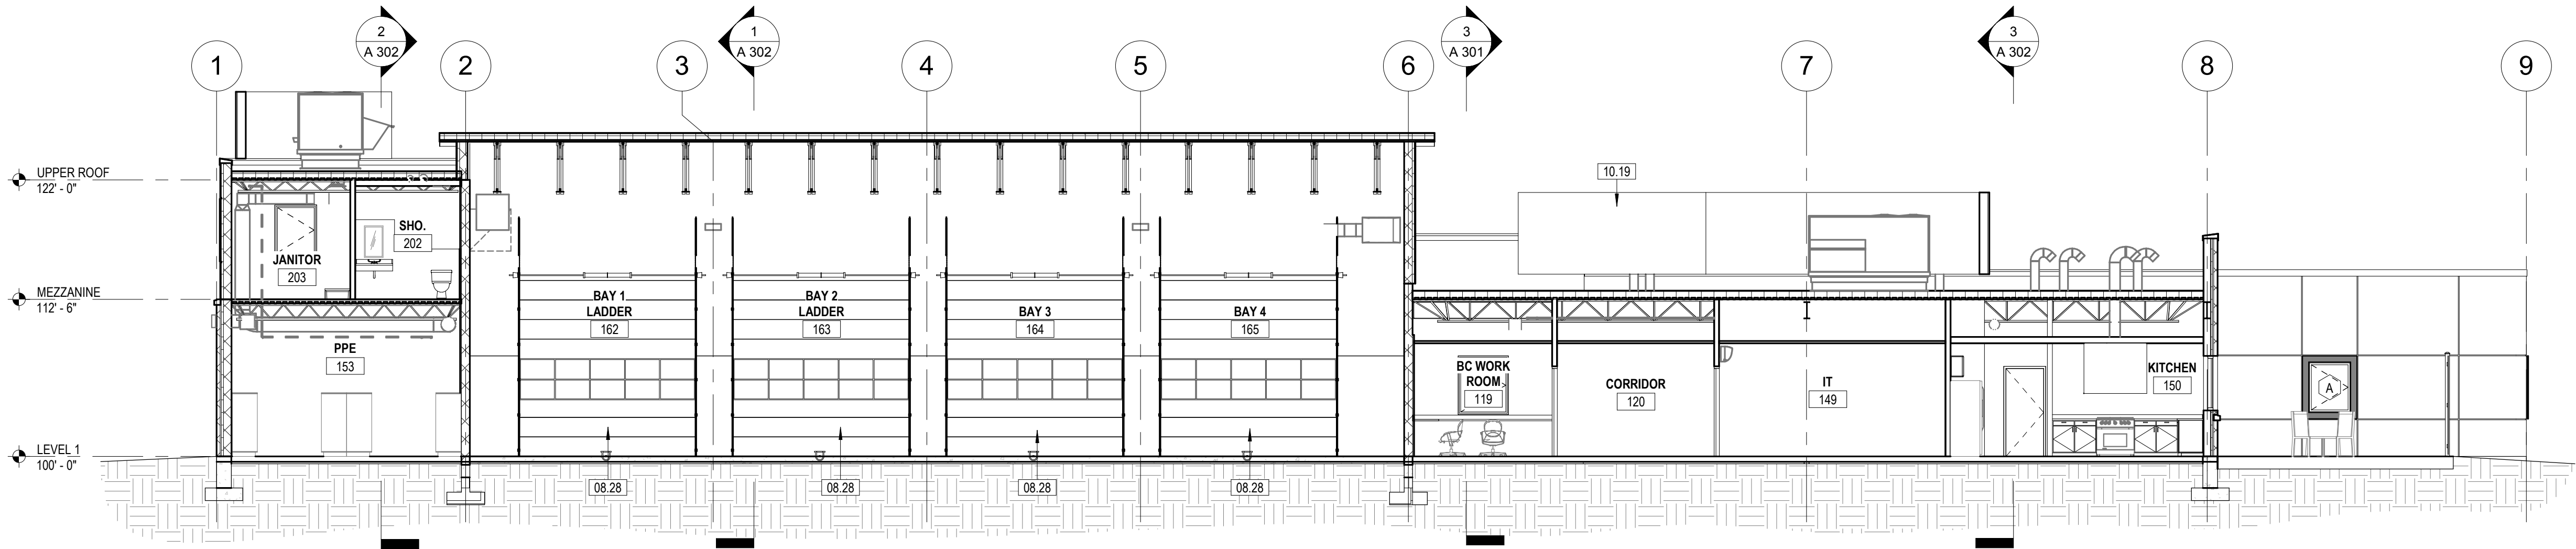 2
A 302
1
A 302
3
A 301
3
A 302
1
2
3
4
5
6
7
8
9
UPPER ROOF
122' - 0"
10.19
SHO.
202
JANITOR
203
MEZZANINE
112' - 6"
BAY 1
LADDER
162
BAY 2
LADDER
163
BAY 3
164
BAY 4
165
PPE
153
BC WORK
ROOM
119
CORRIDOR
120
IT
149
KITCHEN
150
A
LEVEL 1
100' - 0"
08.28
08.28
08.28
08.28